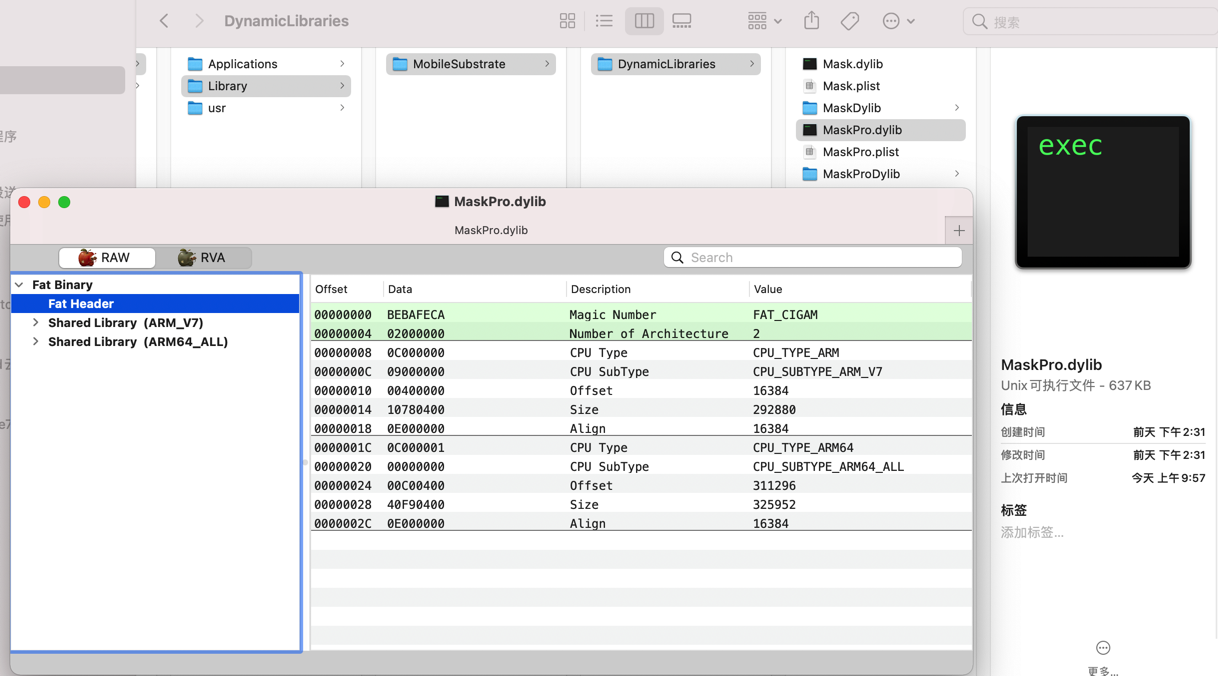 DynamicLibraries
搜索
Applications
Library
usr
MobileSubstrate
DynamicLibraries
Mask.dylib
Mask.plist
MaskDylib
MaskPro.dylib
MaskPro.plist
MaskProDylib
exec
MaskPro.dylib
Unix可执行文件 - 637 KB
信息
创建时间 前天 下午2:31
修改时间 前天 下午2:31
上次打开时间 今天 上午9:57
标签
添加标签...
更多...
程序
MaskPro.dylib
MaskPro.dylib
RAW RVA
Search
Fat Binary
Fat Header
Shared Library (ARM_V7)
Shared Library (ARM64_ALL)
Offset Data Description Value
00000000 BEBAFECA Magic Number FAT_CIGAM
00000004 02000000 Number of Architecture 2
00000008 0C000000 CPU Type CPU_TYPE_ARM
0000000C 09000000 CPU SubType CPU_SUBTYPE_ARM_V7
00000010 00400000 Offset 16384
00000014 10780400 Size 292880
00000018 0E000000 Align 16384
0000001C 0C000001 CPU Type CPU_TYPE_ARM64
00000020 00000000 CPU SubType CPU_SUBTYPE_ARM64_ALL
00000024 00C00400 Offset 311296
00000028 40F90400 Size 325952
0000002C 0E000000 Align 16384